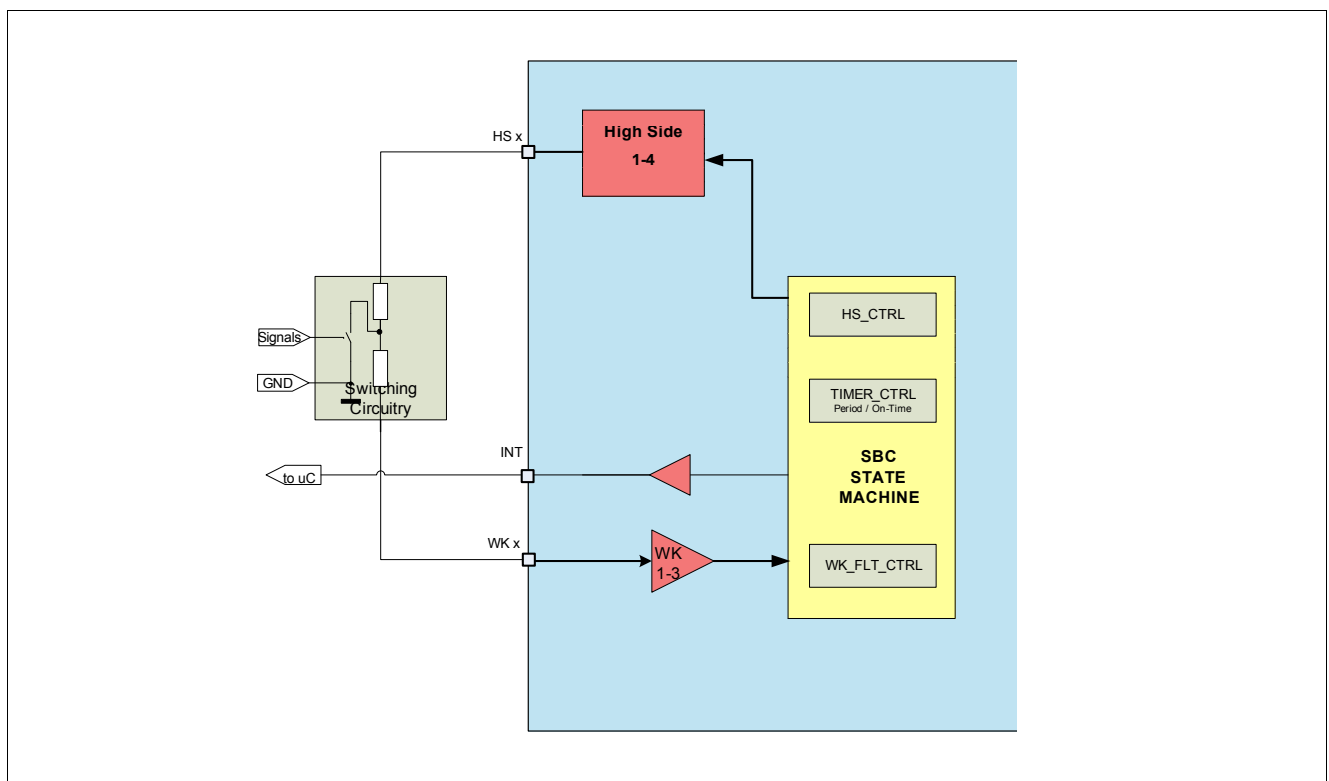 HS x
High Side
1-4
HS_CTRL
Signals
GND
Switching
Circuitry
TIMER_CTRL
Period / On-Time
SBC
STATE
MACHINE
INT
to uC
WK x
WK
1-3
WK_FLT_CTRL